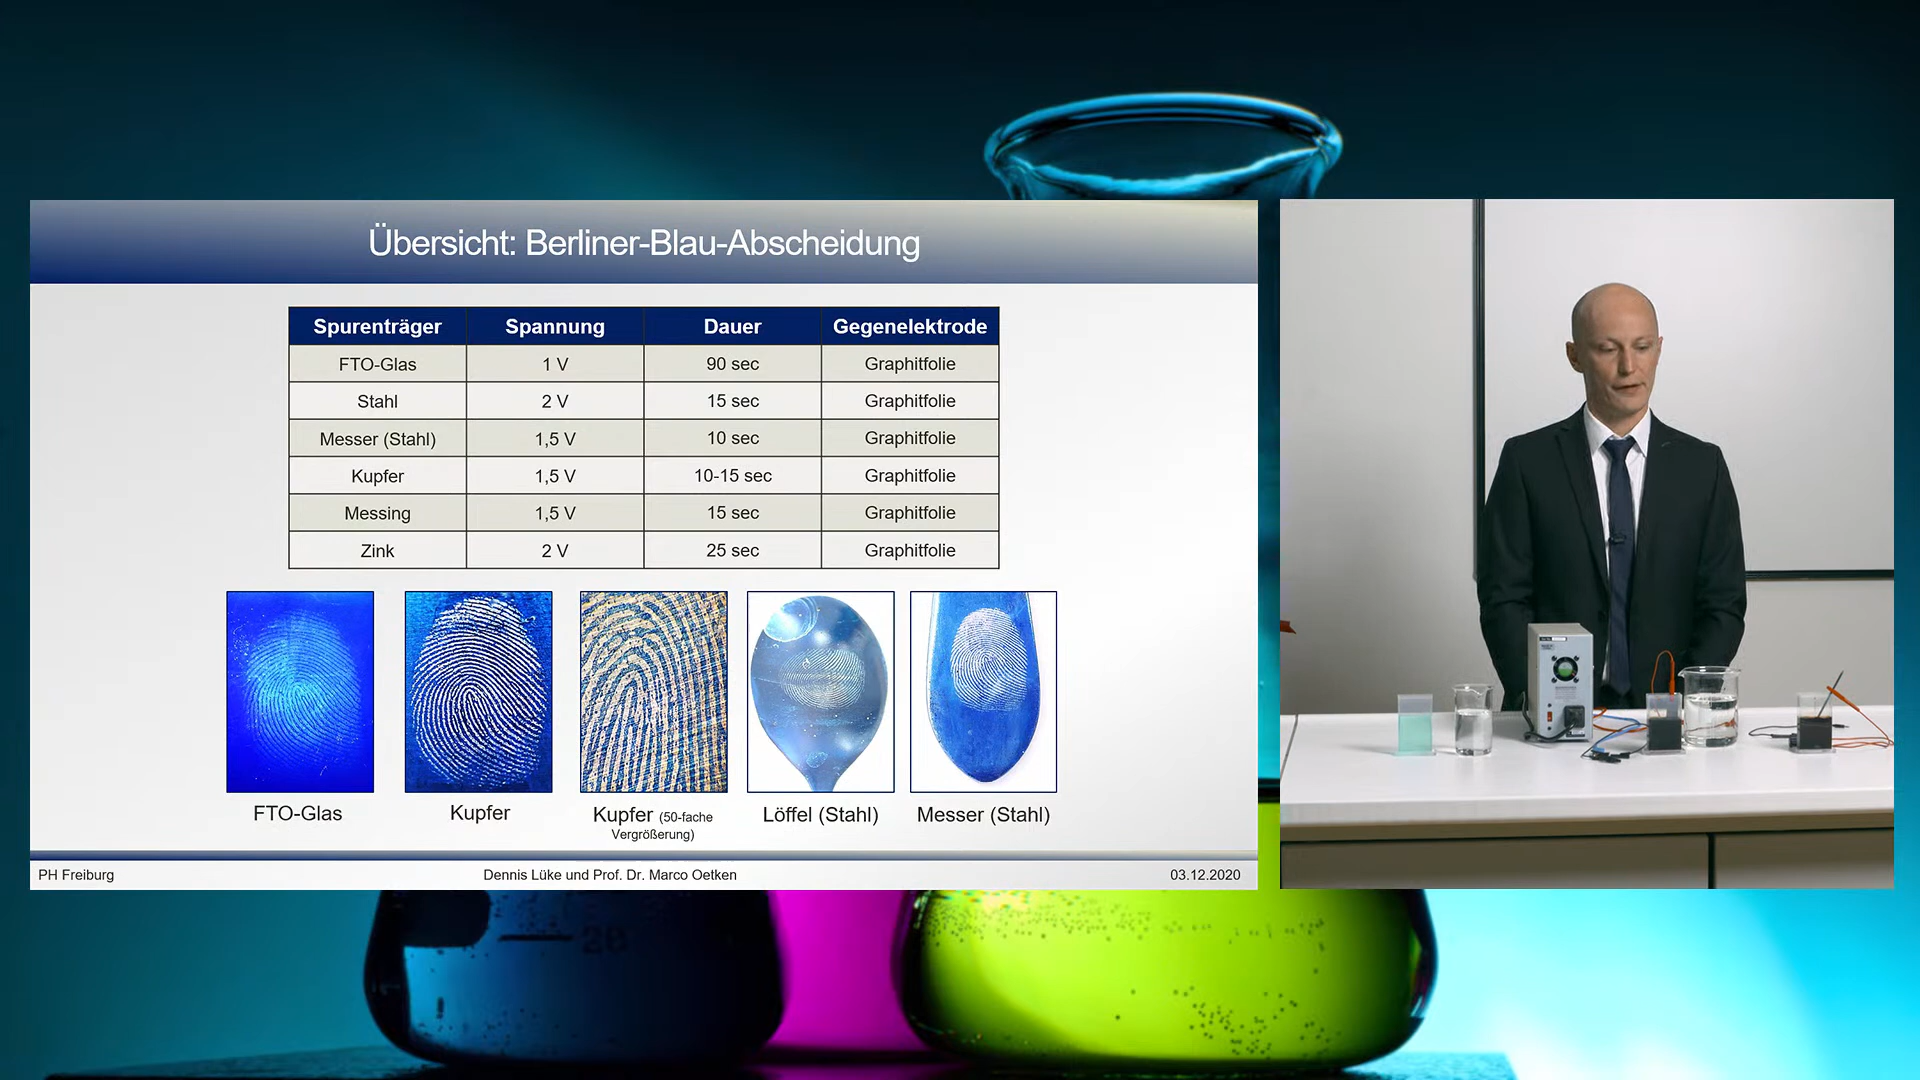 Übersicht: Berliner-Blau-Abscheidung
Spurenträger Spannung Dauer Gegenelektrode
FTO-Glas 1 V 90 sec Graphitfolie
Stahl 2 V 15 sec Graphitfolie
Messer (Stahl) 1,5 V 10 sec Graphitfolie
Kupfer 1,5 V 10-15 sec Graphitfolie
Messing 1,5 V 15 sec Graphitfolie
Zink 2 V 25 sec Graphitfolie
FTO-Glas Kupfer Kupfer (50-fache Löffel (Stahl) Messer (Stahl)
Vergrößerung)
PH Freiburg Dennis Lüke und Prof. Dr. Marco Oetken 03.12.2020